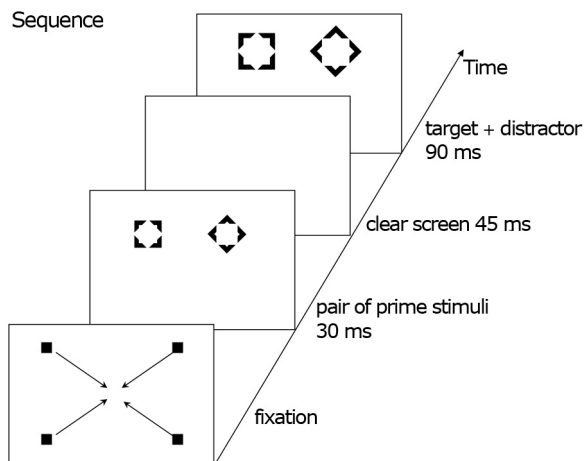 Sequence
Time
target + distractor
90 ms
clear screen 45 ms
pair of prime stimuli
30 ms
fixation